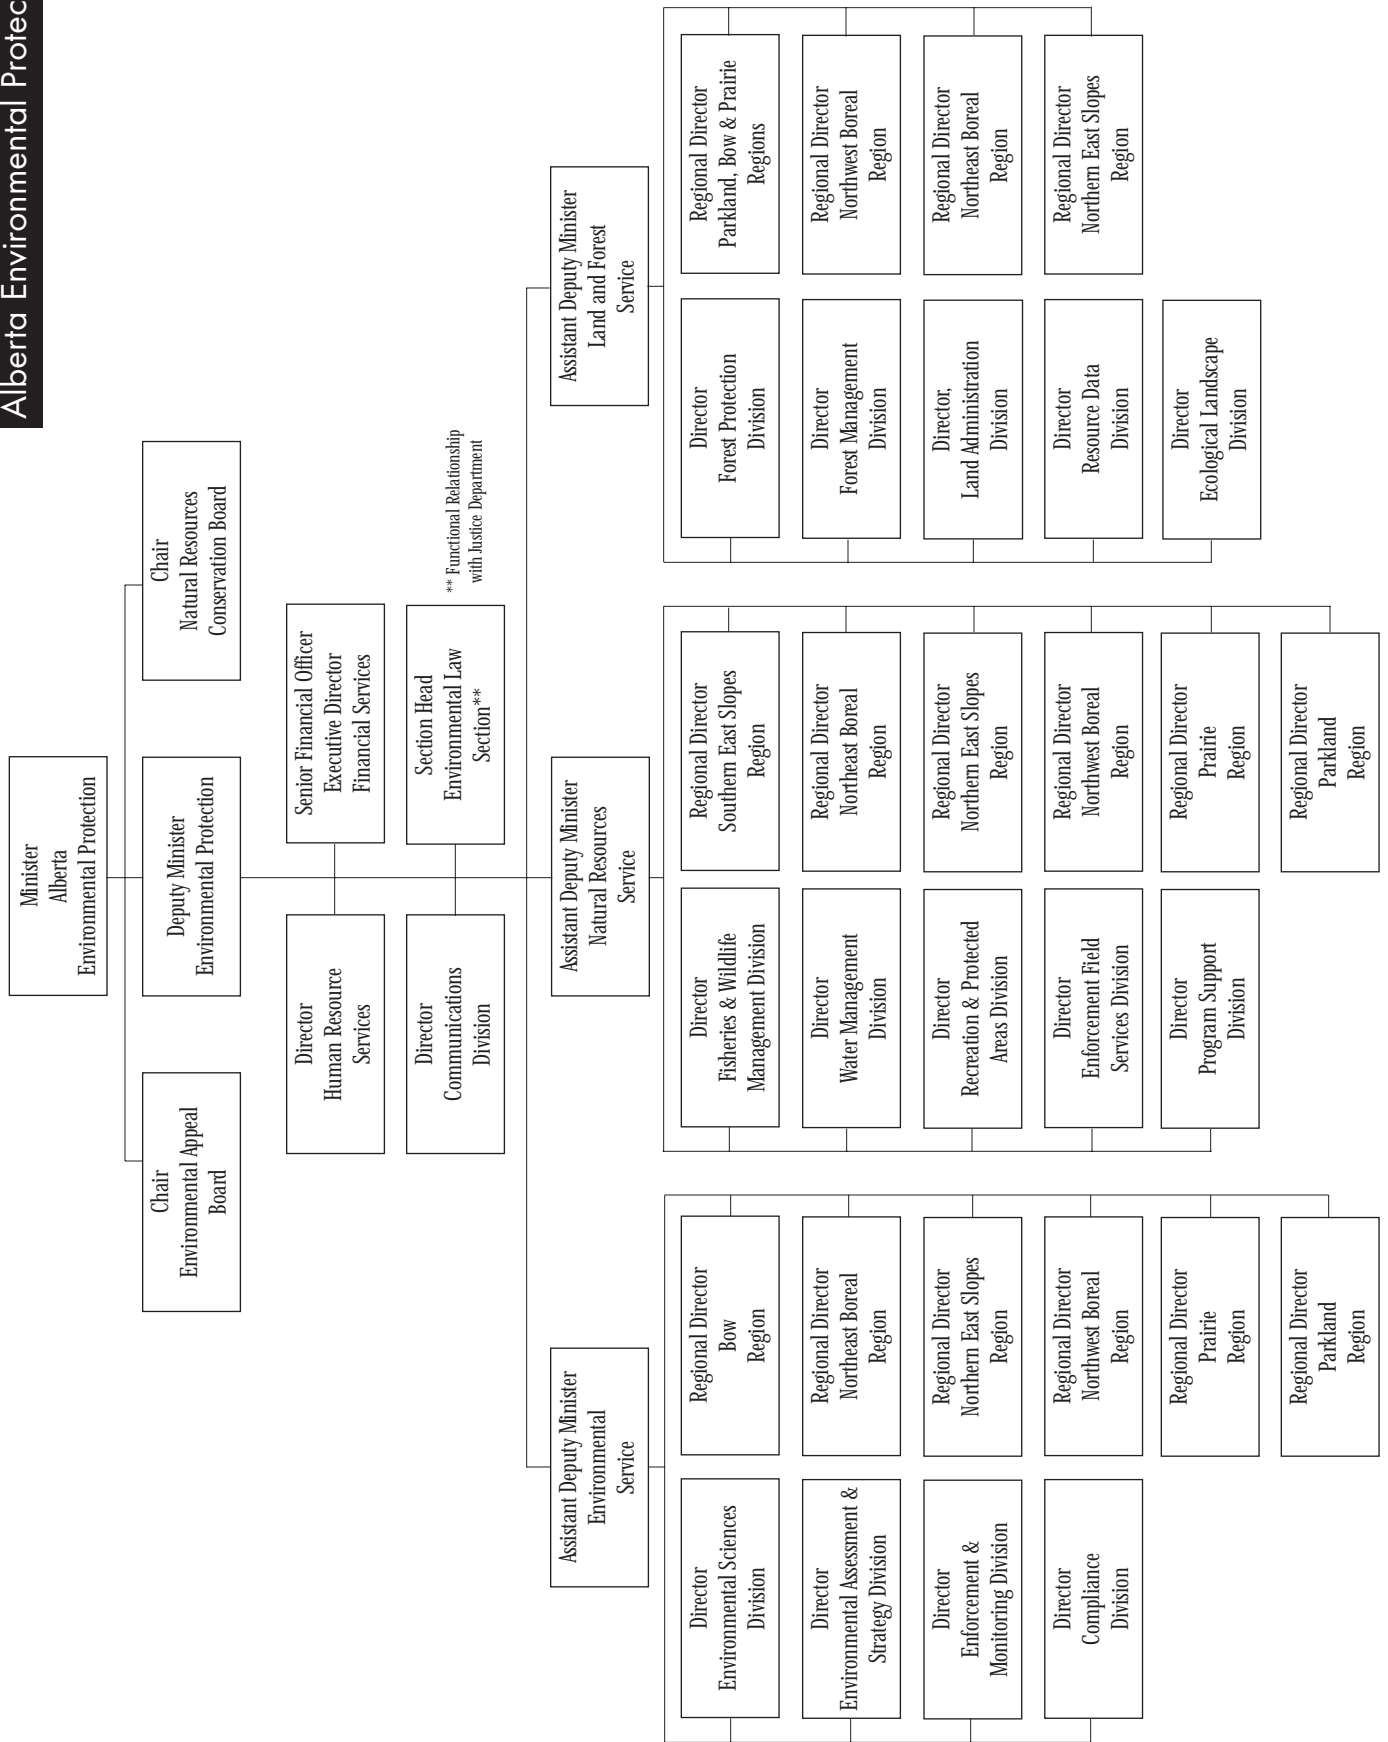 Alberta Environmental Protec
Minister
Alberta
Environmental Protection
Chair
Environmental Appeal
Board
Deputy Minister
Environmental Protection
Chair
Natural Resources
Conservation Board
Director
Human Resource
Services
Senior Financial Officer
Executive Director
Financial Services
Director
Communications
Division
Section Head
Environmental Law
Section**
** Functional Relationship
with Justice Department
Assistant Deputy Minister
Environmental
Service
Director
Environmental Sciences
Division
Director
Environmental Assessment &
Strategy Division
Director
Enforcement &
Monitoring Division
Director
Compliance
Division
Regional Director
Bow
Region
Regional Director
Northeast Boreal
Region
Regional Director
Northern East Slopes
Region
Regional Director
Northwest Boreal
Region
Regional Director
Prairie
Region
Regional Director
Parkland
Region
Assistant Deputy Minister
Natural Resources
Service
Director
Fisheries & Wildlife
Management Division
Director
Water Management
Division
Director
Recreation & Protected
Areas Division
Director
Enforcement Field
Services Division
Director
Program Support
Division
Regional Director
Southern East Slopes
Region
Regional Director
Northeast Boreal
Region
Regional Director
Northern East Slopes
Region
Regional Director
Northwest Boreal
Region
Regional Director
Prairie
Region
Regional Director
Parkland
Region
Assistant Deputy Minister
Land and Forest
Service
Director
Forest Protection
Division
Director
Forest Management
Division
Director,
Land Administration
Division
Director
Resource Data
Division
Director
Ecological Landscape
Division
Regional Director
Parkland, Bow & Prairie
Regions
Regional Director
Northwest Boreal
Region
Regional Director
Northeast Boreal
Region
Regional Director
Northern East Slopes
Region